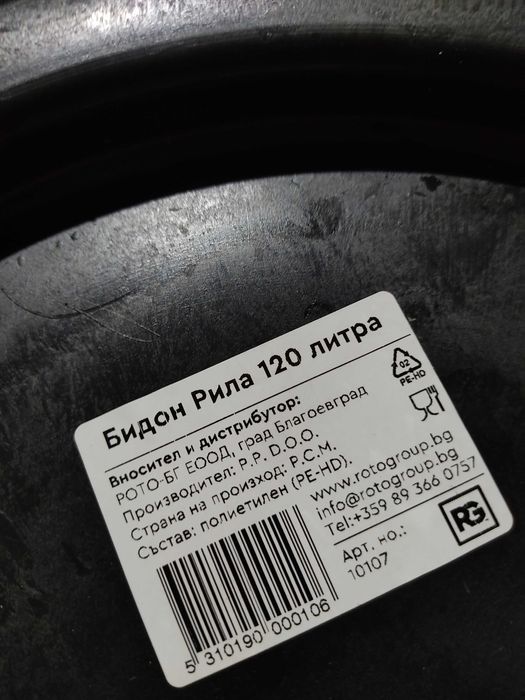 Бидон Рила 120 литра
Вносител и дистрибутор:
РОТО-БГ ЕООД, град Благоевград
Производител: P.P. D.O.O.
Страна на произход: Р.С.М.
Състав: полиетилен (PE-HD).
02
PE-HD
www.rotogroup.bg
info@rotogroup.bg
Tel:+359 89 366 0757
Арт. но.:
10107
RG
5 310190 000106